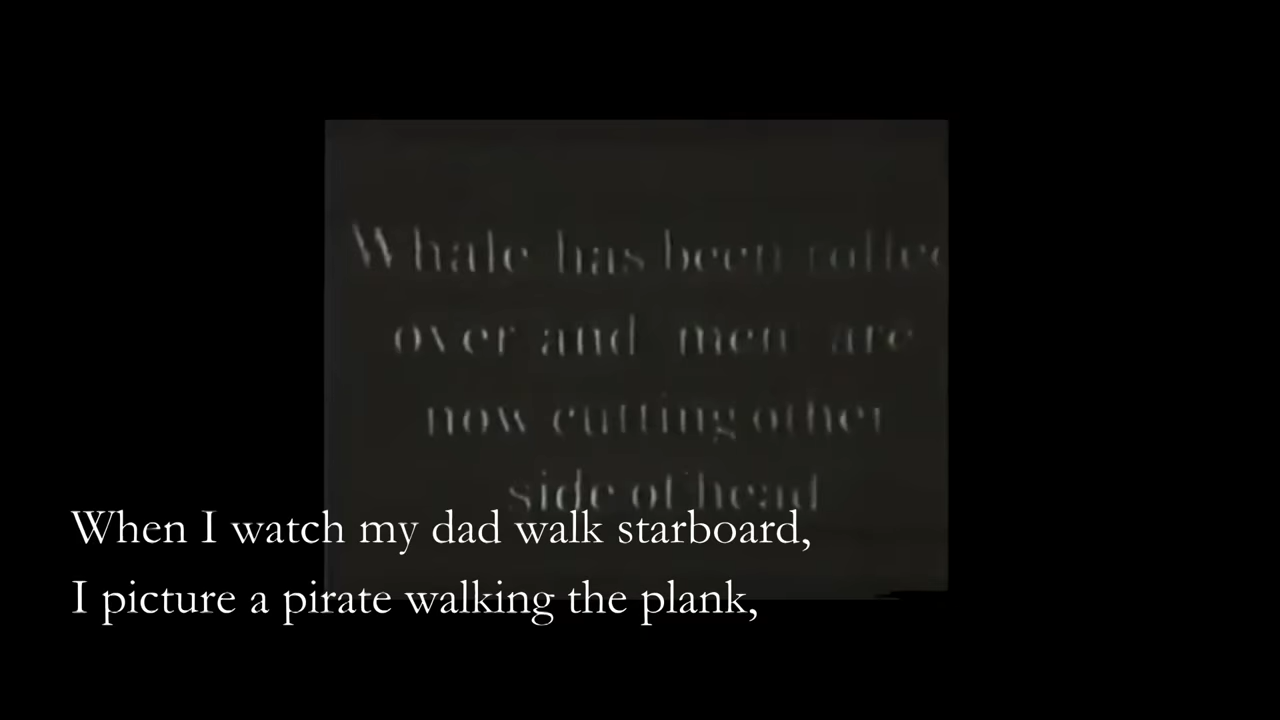 Whale has been rolled
over and men are
now cutting other
side of head
When I watch my dad walk starboard,
I picture a pirate walking the plank,